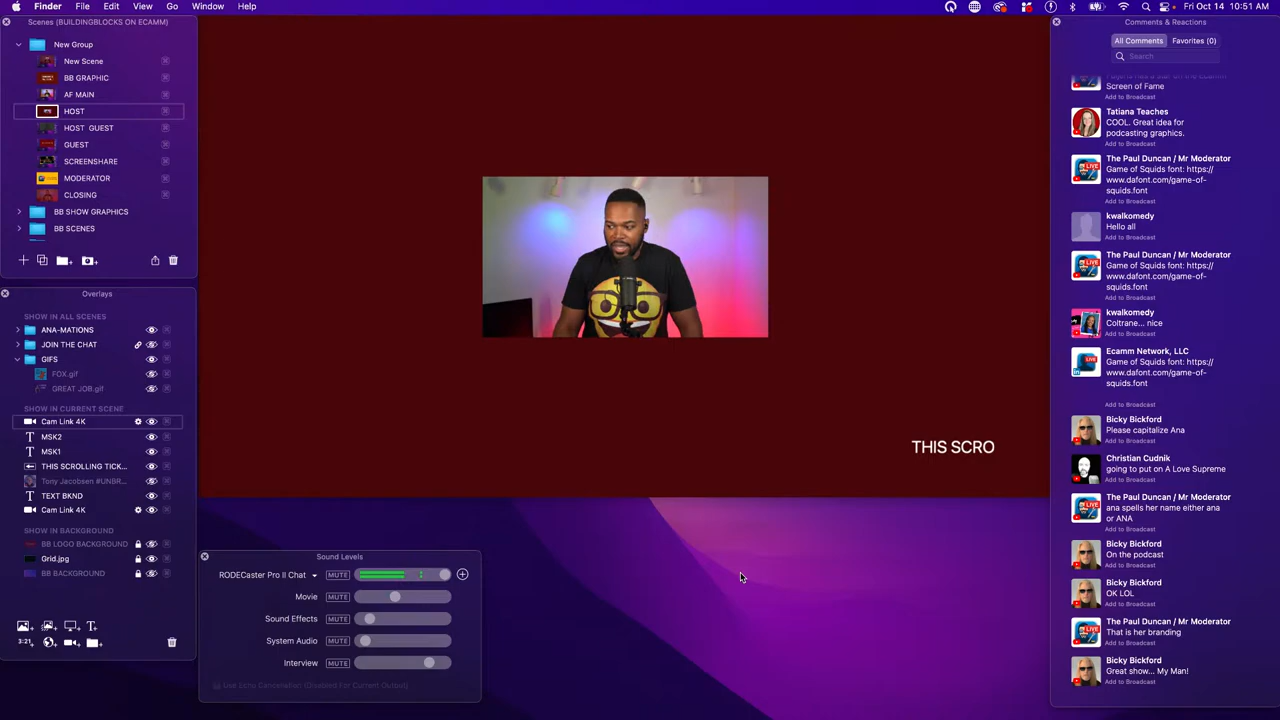 Finder File Edit View Go Window Help
Fri Oct 14 10:51 AM
Scenes (BUILDINGBLOCKS ON ECAMM)
New Group
New Scene
BB GRAPHIC
AF MAIN
HOST
HOST GUEST
GUEST
SCREENSHARE
MODERATOR
CLOSING
BB SHOW GRAPHICS
BB SCENES
Overlays
SHOW IN ALL SCENES
ANA-MATIONS
JOIN THE CHAT
GIFS
FOX.gif
GREAT JOB.gif
SHOW IN CURRENT SCENE
Cam Link 4K
MSK2
MSK1
THIS SCROLLING TICK...
Tony Jacobsen #UNBR...
TEXT BKND
Cam Link 4K
SHOW IN BACKGROUND
BB LOGO BACKGROUND
Grid.jpg
BB BACKGROUND
3:21
THIS SCRO
Sound Levels
RODECaster Pro II Chat MUTE
Movie MUTE
Sound Effects MUTE
System Audio MUTE
Interview MUTE
Use Echo Cancellation (Disabled For Current Output)
Comments & Reactions
All Comments Favorites (0)
Search
Screen of Fame
Add to Broadcast
Tatiana Teaches
COOL. Great idea for
podcasting graphics.
Add to Broadcast
The Paul Duncan / Mr Moderator
Game of Squids font: https://
www.dafont.com/game-of-
squids.font
Add to Broadcast
kwalkomedy
Hello all
Add to Broadcast
The Paul Duncan / Mr Moderator
Game of Squids font: https://
www.dafont.com/game-of-
squids.font
Add to Broadcast
kwalkomedy
Coltrane... nice
Add to Broadcast
Ecamm Network, LLC
Game of Squids font: https://
www.dafont.com/game-of-
squids.font
Add to Broadcast
Bicky Bickford
Please capitalize Ana
Add to Broadcast
Christian Cudnik
going to put on A Love Supreme
Add to Broadcast
The Paul Duncan / Mr Moderator
ana spells her name either ana
or ANA
Add to Broadcast
Bicky Bickford
On the podcast
Add to Broadcast
Bicky Bickford
OK LOL
Add to Broadcast
The Paul Duncan / Mr Moderator
That is her branding
Add to Broadcast
Bicky Bickford
Great show... My Man!
Add to Broadcast